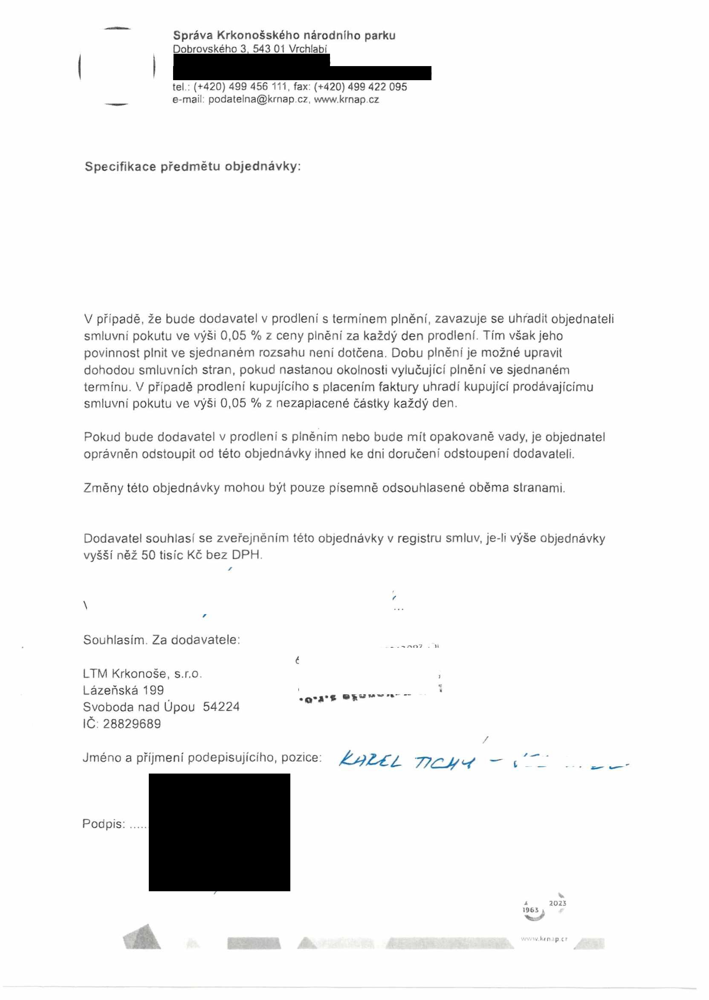 Správa Krkonošského národního parku
Dobrovského 3, 543 01 Vrchlabí
tel.: (+420) 499 456 111, fax: (+420) 499 422 095
e-mail: podatelna@krnap.cz, www.krnap.cz
Specifikace předmětu objednávky:
V případě, že bude dodavatel v prodlení s termínem plnění, zavazuje se uhradit objednateli
smluvní pokutu ve výši 0,05 % z ceny plnění za každý den prodlení. Tím však jeho
povinnost plnit ve sjednaném rozsahu není dotčena. Dobu plnění je možné upravit
dohodou smluvních stran, pokud nastanou okolnosti vylučující plnění ve sjednaném
termínu. V případě prodlení kupujícího s placením faktury uhradí kupující prodávajícímu
smluvní pokutu ve výši 0,05 % z nezaplacené částky každý den.
Pokud bude dodavatel v prodlení s plněním nebo bude mít opakovaně vady, je objednatel
oprávněn odstoupit od této objednávky ihned ke dni doručení odstoupení dodavateli.
Změny této objednávky mohou být pouze písemně odsouhlasené oběma stranami.
Dodavatel souhlasí se zveřejněním této objednávky v registru smluv, je-li výše objednávky
vyšší něž 50 tisíc Kč bez DPH.
Souhlasím. Za dodavatele:
LTM Krkonoše, s.r.o.
Lázeňská 199
Svoboda nad Úpou 54224
IČ: 28829689
Jméno a příjmení podepisujícího, pozice: KAREL TICHÝ -
Podpis: .....
1963 2023
www.krnap.cz